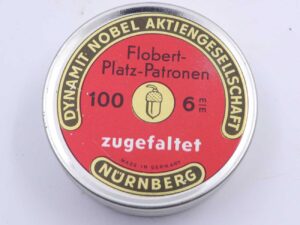 DYNAMIT NOBEL AKTIENGESELLSCHAFT
Flobert-
Platz-Patronen
100 6 mm
zugefaltet
MADE IN GERMANY
NÜRNBERG